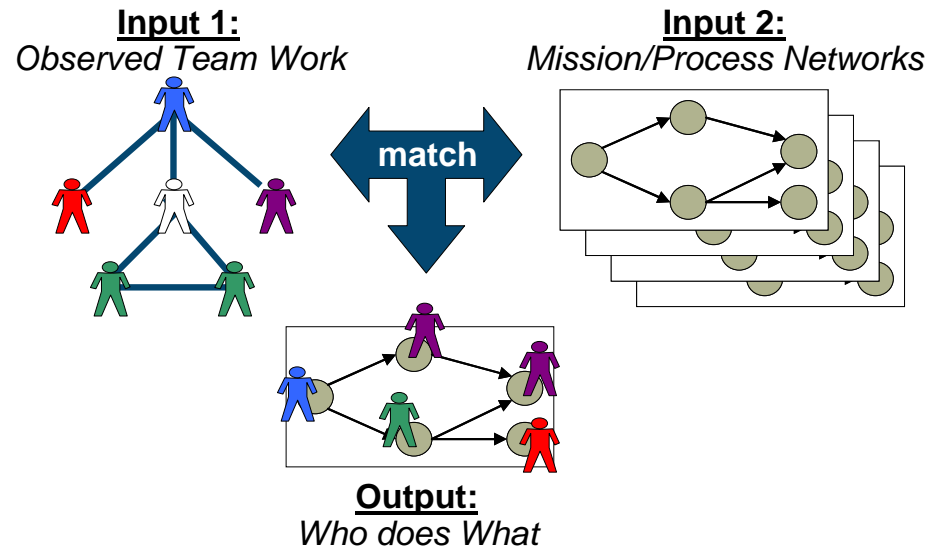 Input 1:
Observed Team Work
Input 2:
Mission/Process Networks
match
Output:
Who does What